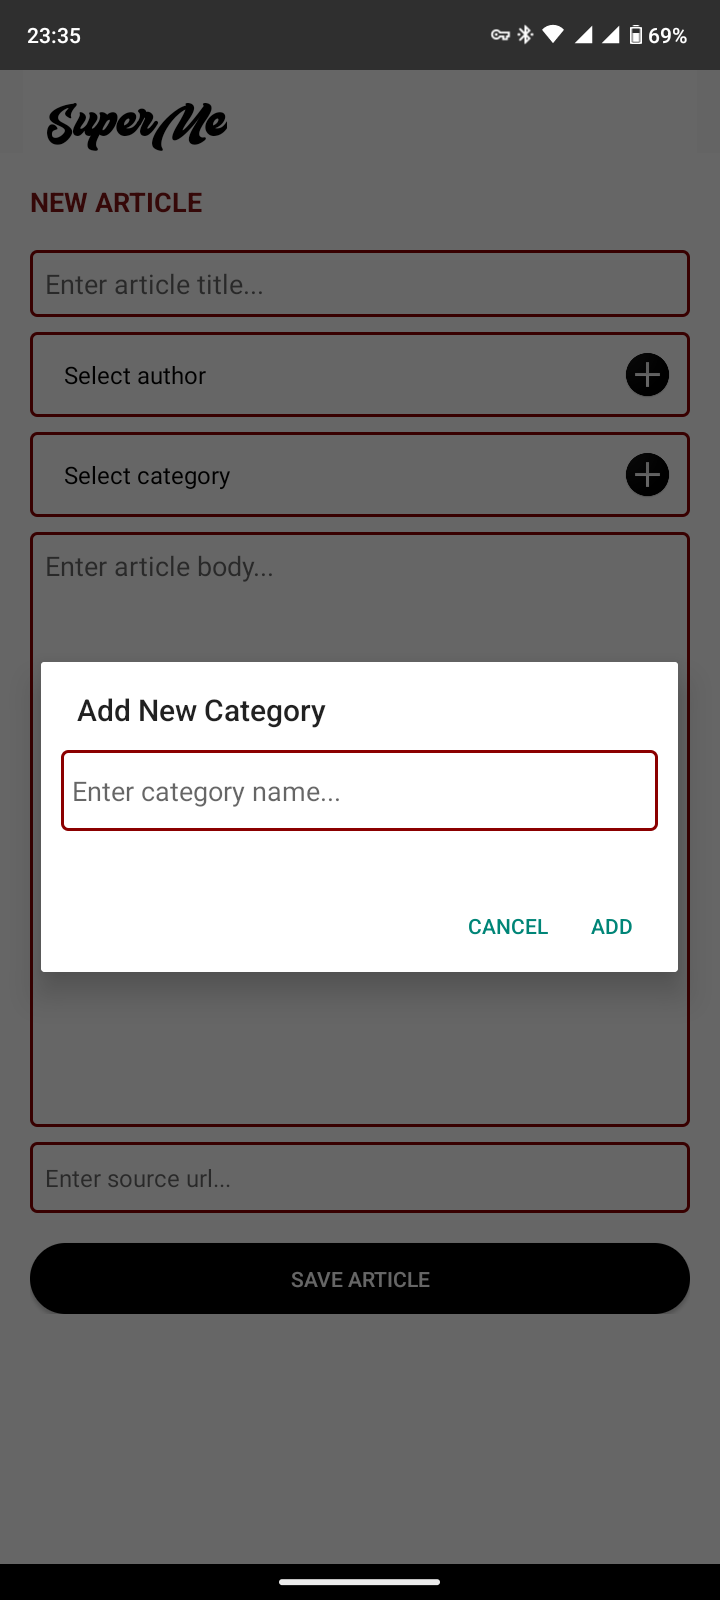 23:35
69%
SuperMe
NEW ARTICLE
Enter article title...
Select author
Select category
Enter article body...
Add New Category
Enter category name...
CANCEL ADD
Enter source url...
SAVE ARTICLE